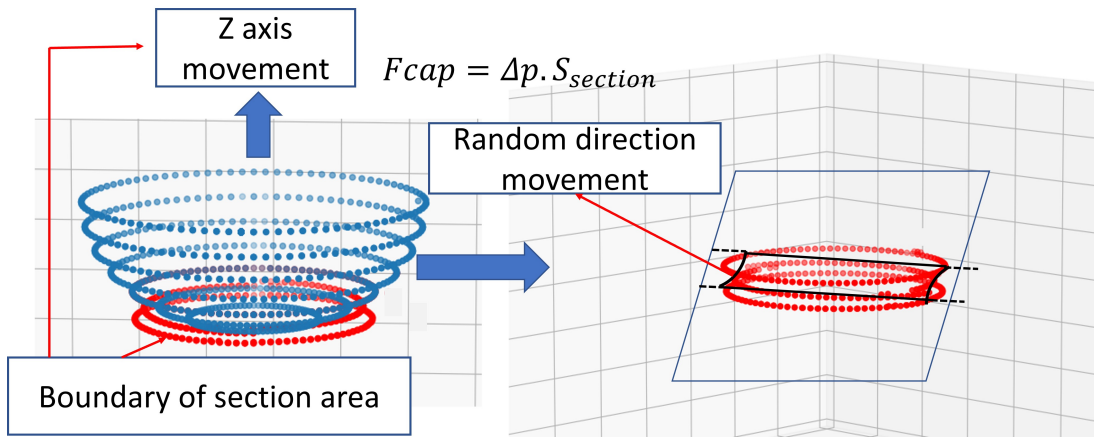 Z axis
movement
Fcap = Δp. S_section
Random direction
movement
Boundary of section area